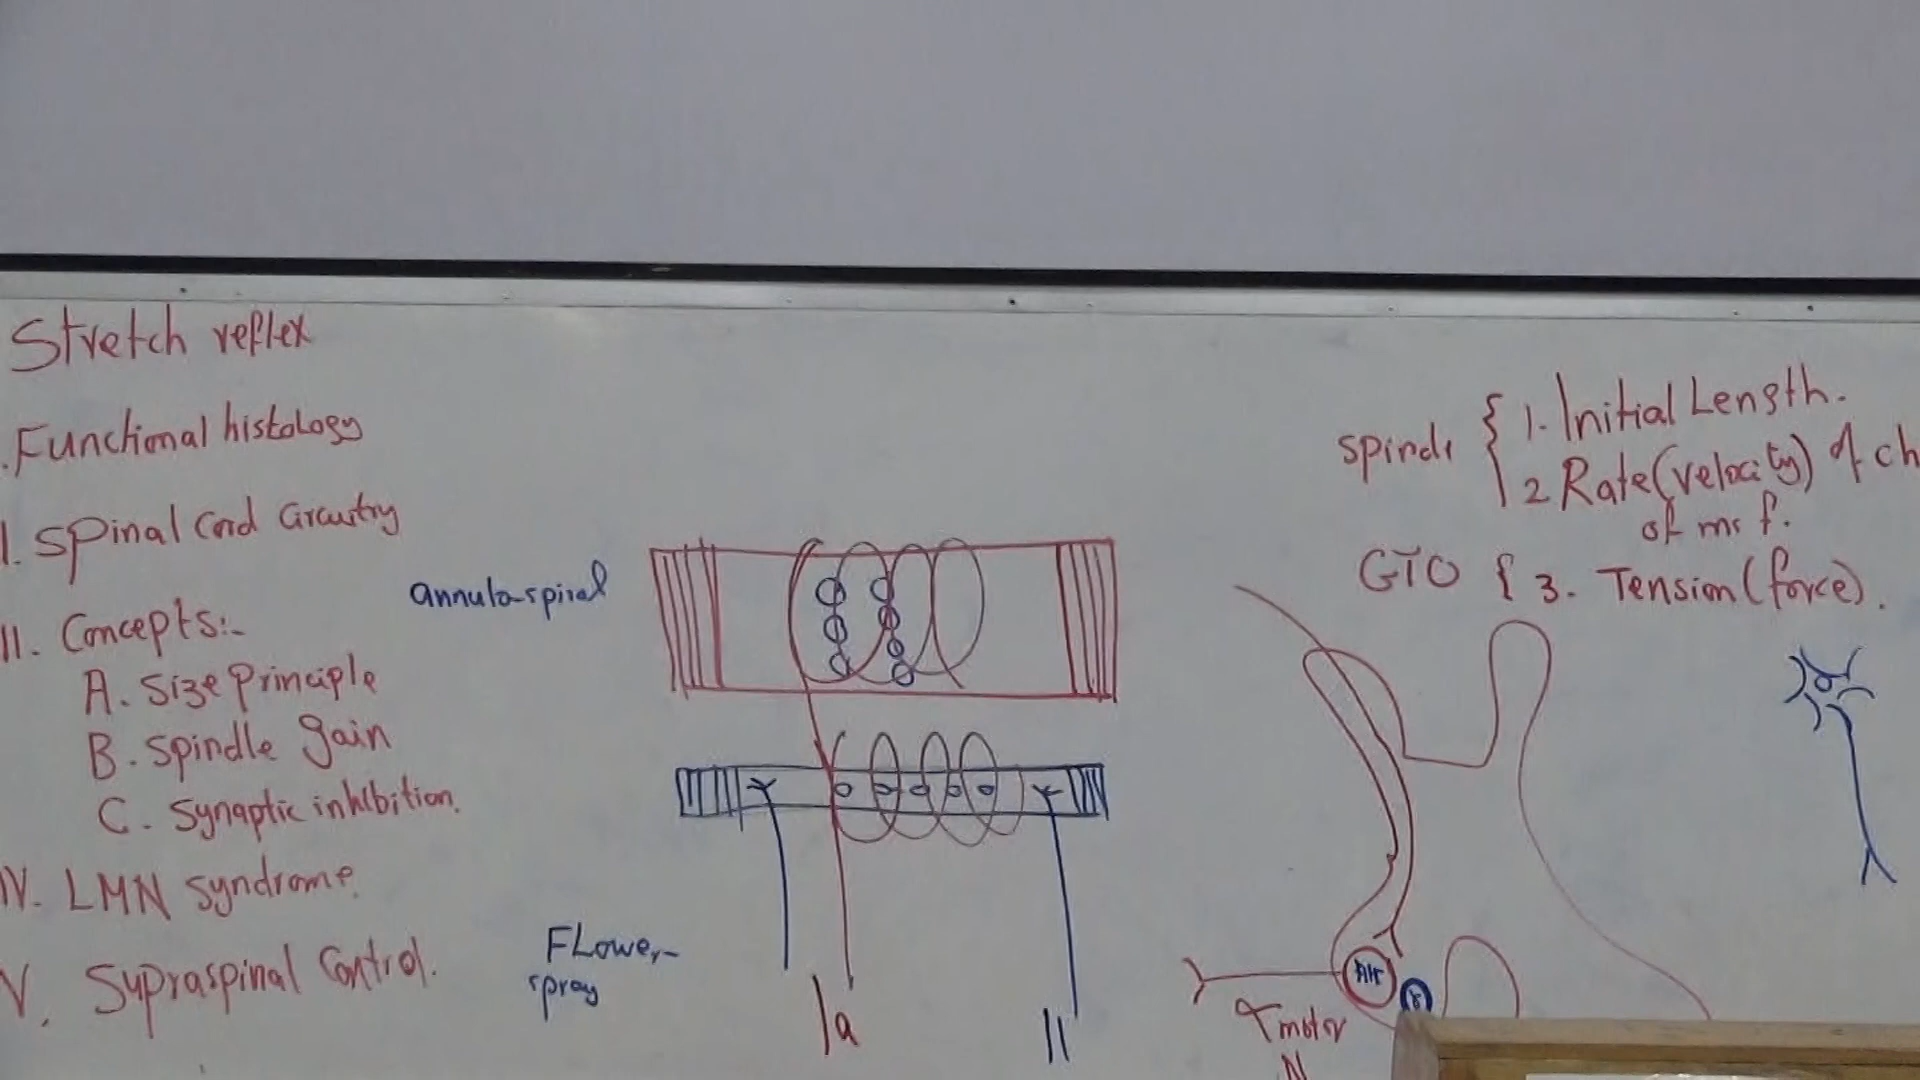 Stretch reflex
. Functional histology
I. Spinal Cord Circuitry
II. Concepts:-
A. Size principle
B. Spindle gain
C. Synaptic inhibition.
IV. LMN Syndrome.
V. Supraspinal Control.
annulo-spiral
FLower-
spray
Ia
II
1. Initial Length.
spindle
2 Rate (velocity) of ch
of ms f.
GTO { 3. Tension (force).
α motor
N
γ